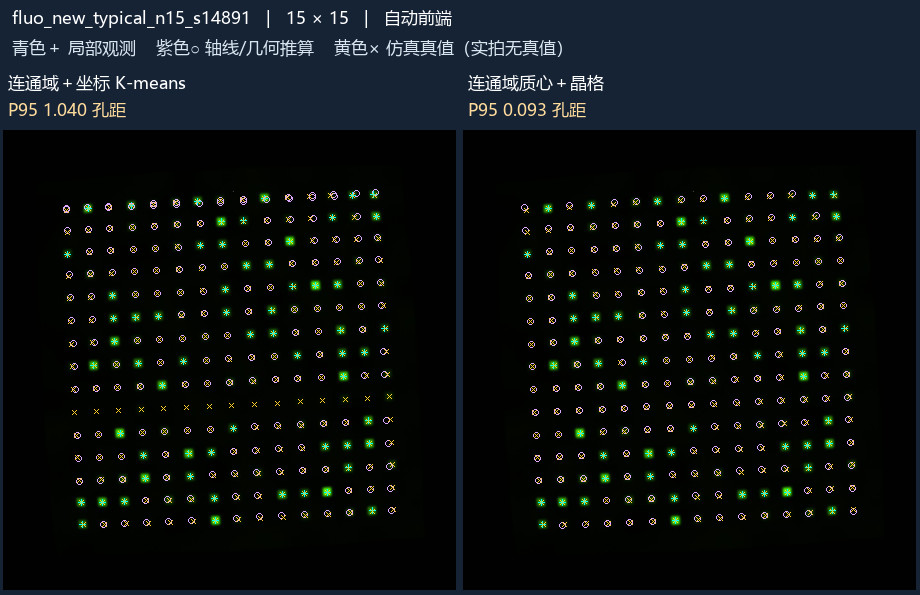 fluo_new_typical_n15_s14891 | 15 × 15 | 自动前端
青色+ 局部观测 紫色○ 轴线/几何推算 黄色× 仿真真值（实拍无真值）
连通域+坐标 K-means
P95 1.040 孔距
连通域质心+晶格
P95 0.093 孔距